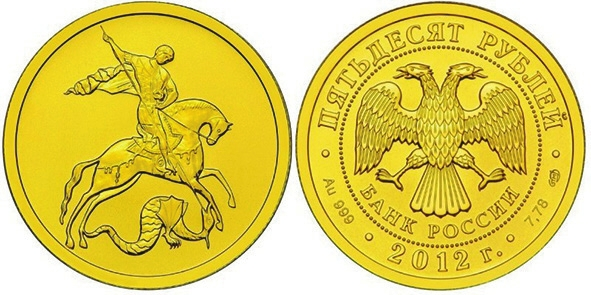 ПЯТЬДЕСЯТ РУБЛЕЙ
Au 999
БАНК РОССИИ
7,78
• 2012 г. •